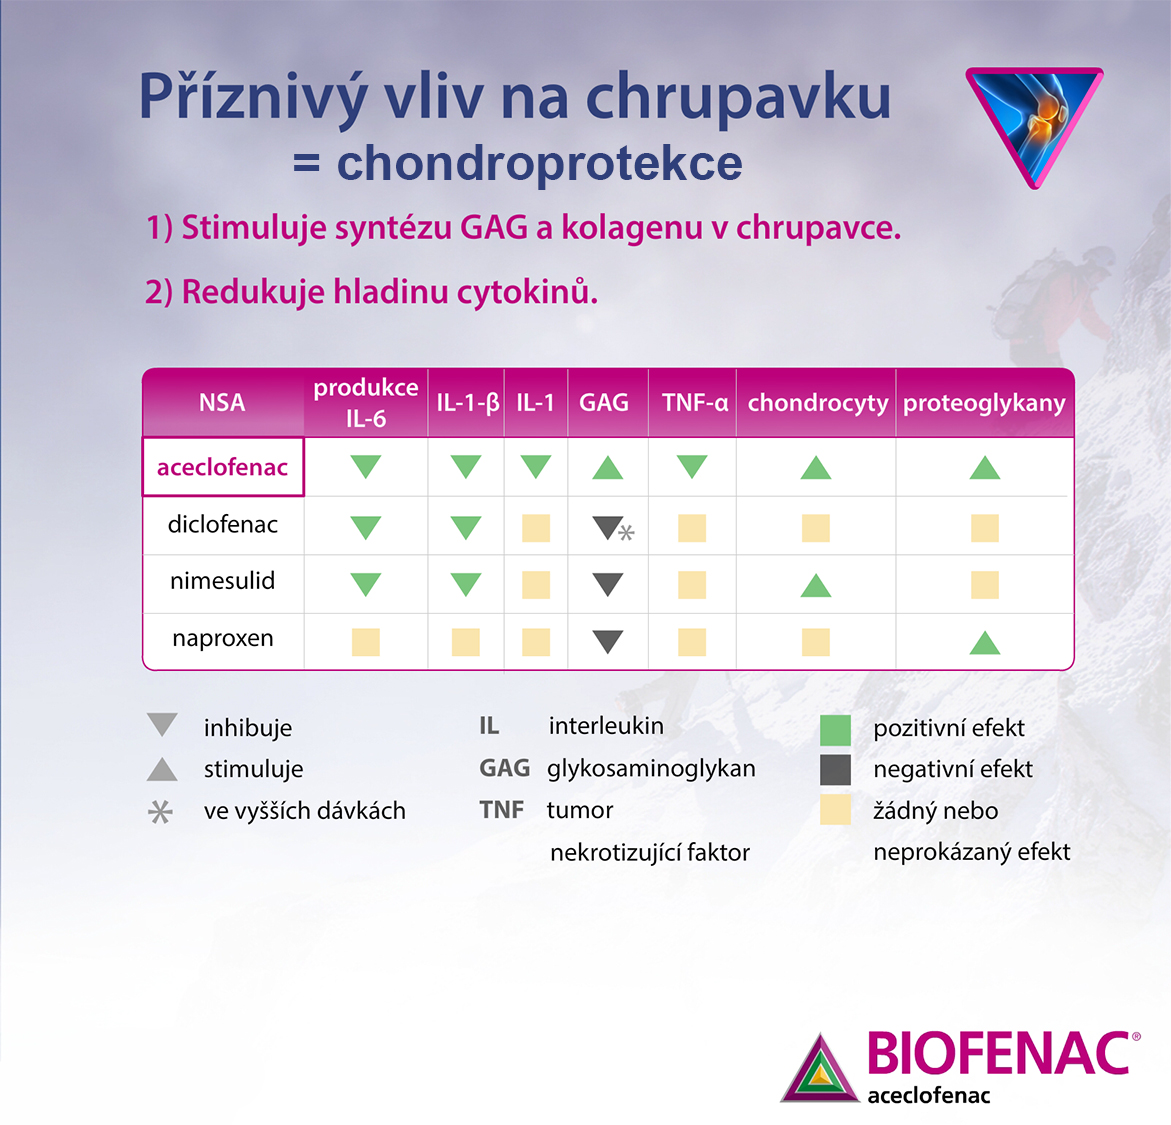 Příznivý vliv na chrupavku
= chondroprotekce
1) Stimuluje syntézu GAG a kolagenu v chrupavce.
2) Redukuje hladinu cytokinů.
NSA produkce IL-6 IL-1-β IL-1 GAG TNF-α chondrocyty proteoglykany
aceclofenac
diclofenac *
nimesulid
naproxen
inhibuje
stimuluje
* ve vyšších dávkách
IL interleukin
GAG glykosaminoglykan
TNF tumor
nekrotizující faktor
pozitivní efekt
negativní efekt
žádný nebo
neprokázaný efekt
BIOFENAC®
aceclofenac